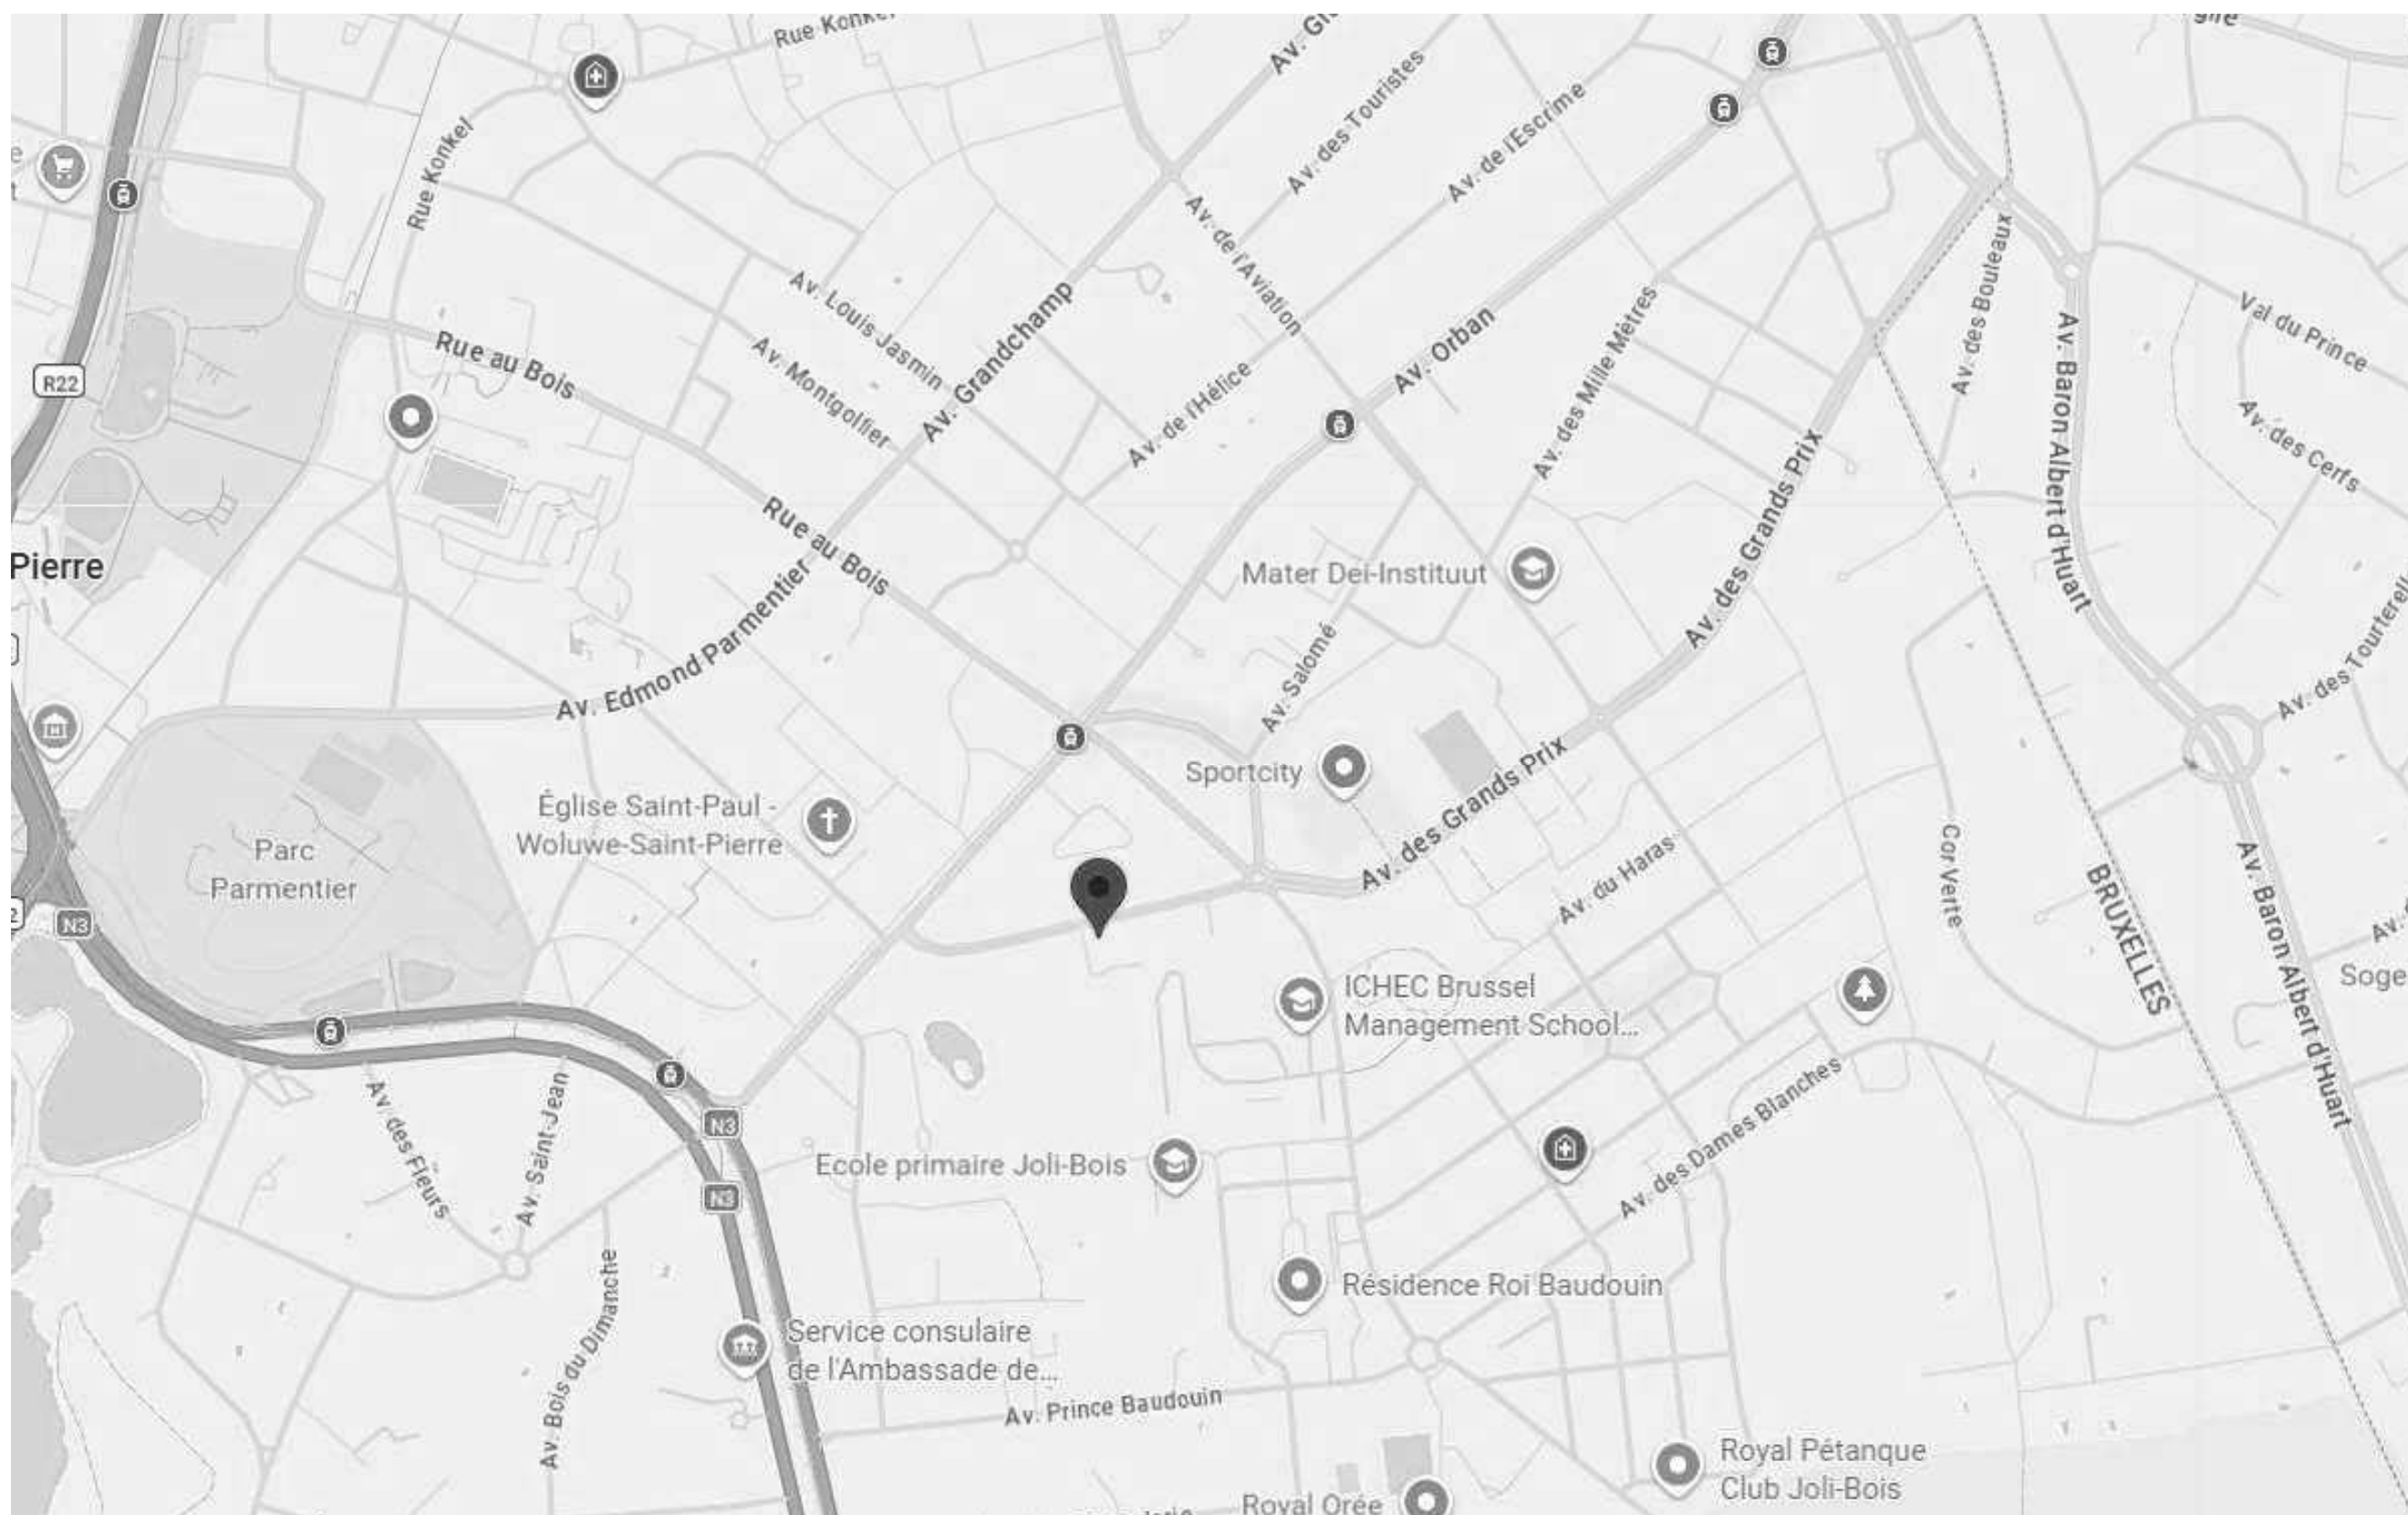 Rue Konkel
Av. des Touristes
Av. de l'Escrime
Rue Konkel
Av. de l'Aviation
Av. des Bouleaux
Av. Louis Jasmin
Av. Grandchamp
Av. Orban
Av. des Mille Mètres
Av. Baron Albert d'Huart
Val du Prince
Rue au Bois
Av. Montgolfier
Av. de l'Hélice
R22
Av. des Cerfs
Av. des Grands Prix
Rue au Bois
Pierre
Mater Dei-Instituut
Av. Edmond Parmentier
Av. Salomé
Sportcity
Av. des Grands Prix
Église Saint-Paul -
Woluwe-Saint-Pierre
Parc
Parmentier
Av. du Haras
Cor Verte
BRUXELLES
Av. Baron Albert d'Huart
N3
Soge
ICHEC Brussel
Management School...
Av. des Fleurs
Av. Saint-Jean
N3
Ecole primaire Joli-Bois
Av. des Dames Blanches
N3
Résidence Roi Baudouin
Av. Bois du Dimanche
Service consulaire
de l'Ambassade de...
Av. Prince Baudouin
Royal Pétanque
Club Joli-Bois
Royal Orée